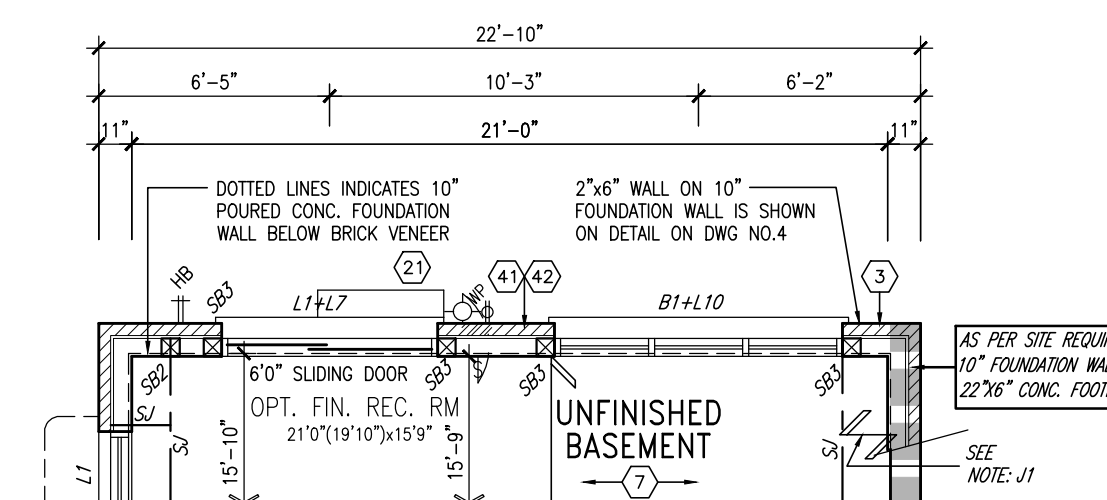 22'-10"
6'-5"
10'-3"
6'-2"
11"
21'-0"
11"
DOTTED LINES INDICATES 10"
POURED CONC. FOUNDATION
WALL BELOW BRICK VENEER
2"x6" WALL ON 10"
FOUNDATION WALL IS SHOWN
ON DETAIL ON DWG NO.4
HB
SB3
21
L1+L7
WP
41
42
B1+L10
3
AS PER SITE
10" FOUNDATION
22"X6" CONC.
SB2
6'0" SLIDING DOOR
SB3
SB3
SB3
OPT. FIN. REC. RM
21'0"(19'10")x15'9"
UNFINISHED
BASEMENT
SJ
SJ
15'-10"
15'-9"
SJ
L1
7
SEE
NOTE: J1